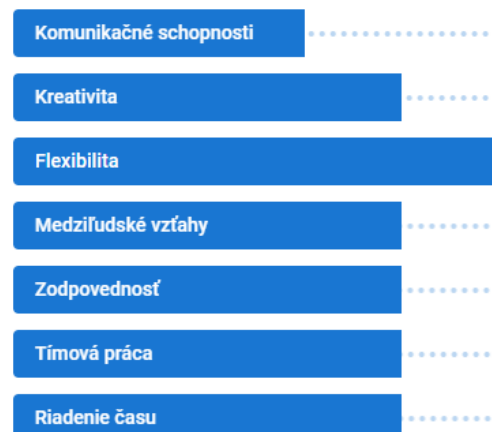 Komunikačné schopnosti
Kreativita
Flexibilita
Medziľudské vzťahy
Zodpovednosť
Tímová práca
Riadenie času